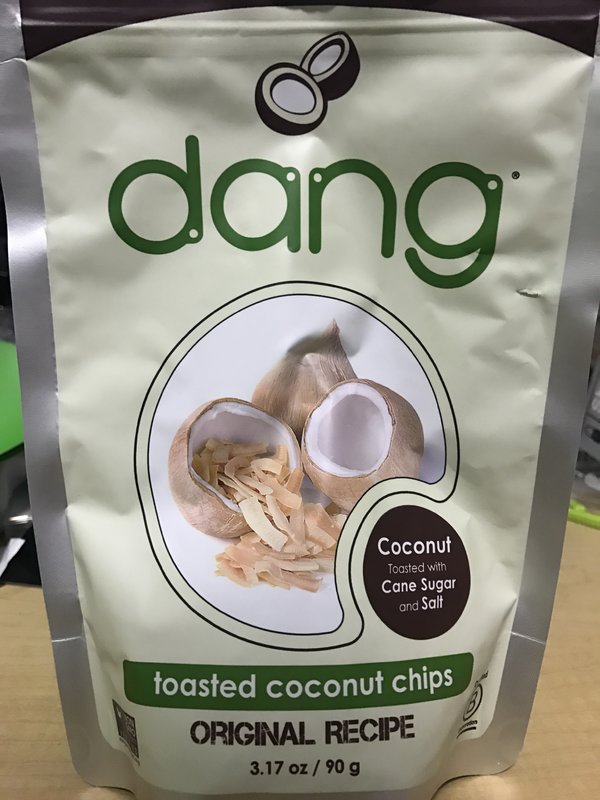 dang®
Coconut
Toasted with
Cane Sugar
and Salt
toasted coconut chips
ORIGINAL RECIPE
3.17 oz / 90 g
B